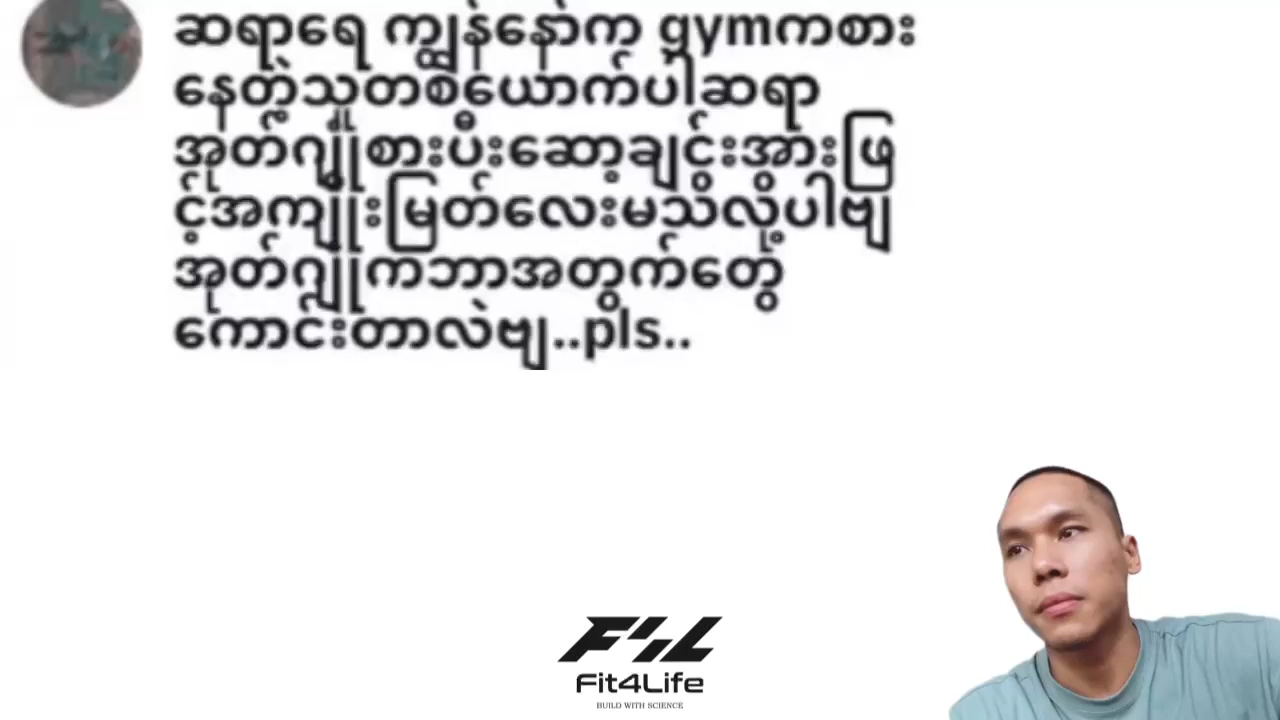 ဆရာရေ ကျွန်နော်က gymကစား
နေတဲ့သူတစ်ယောက်ပါဆရာ
အုတ်ဂျုံစားပီးဆော့ချင်းအားဖြ
င့်အကျိုးမြတ်လေးမသိလို့ပါဗျ
အုတ်ဂျုံကဘာအတွက်တွေ
ကောင်းတာလဲဗျ..pls..
F4L
Fit4Life
BUILD WITH SCIENCE